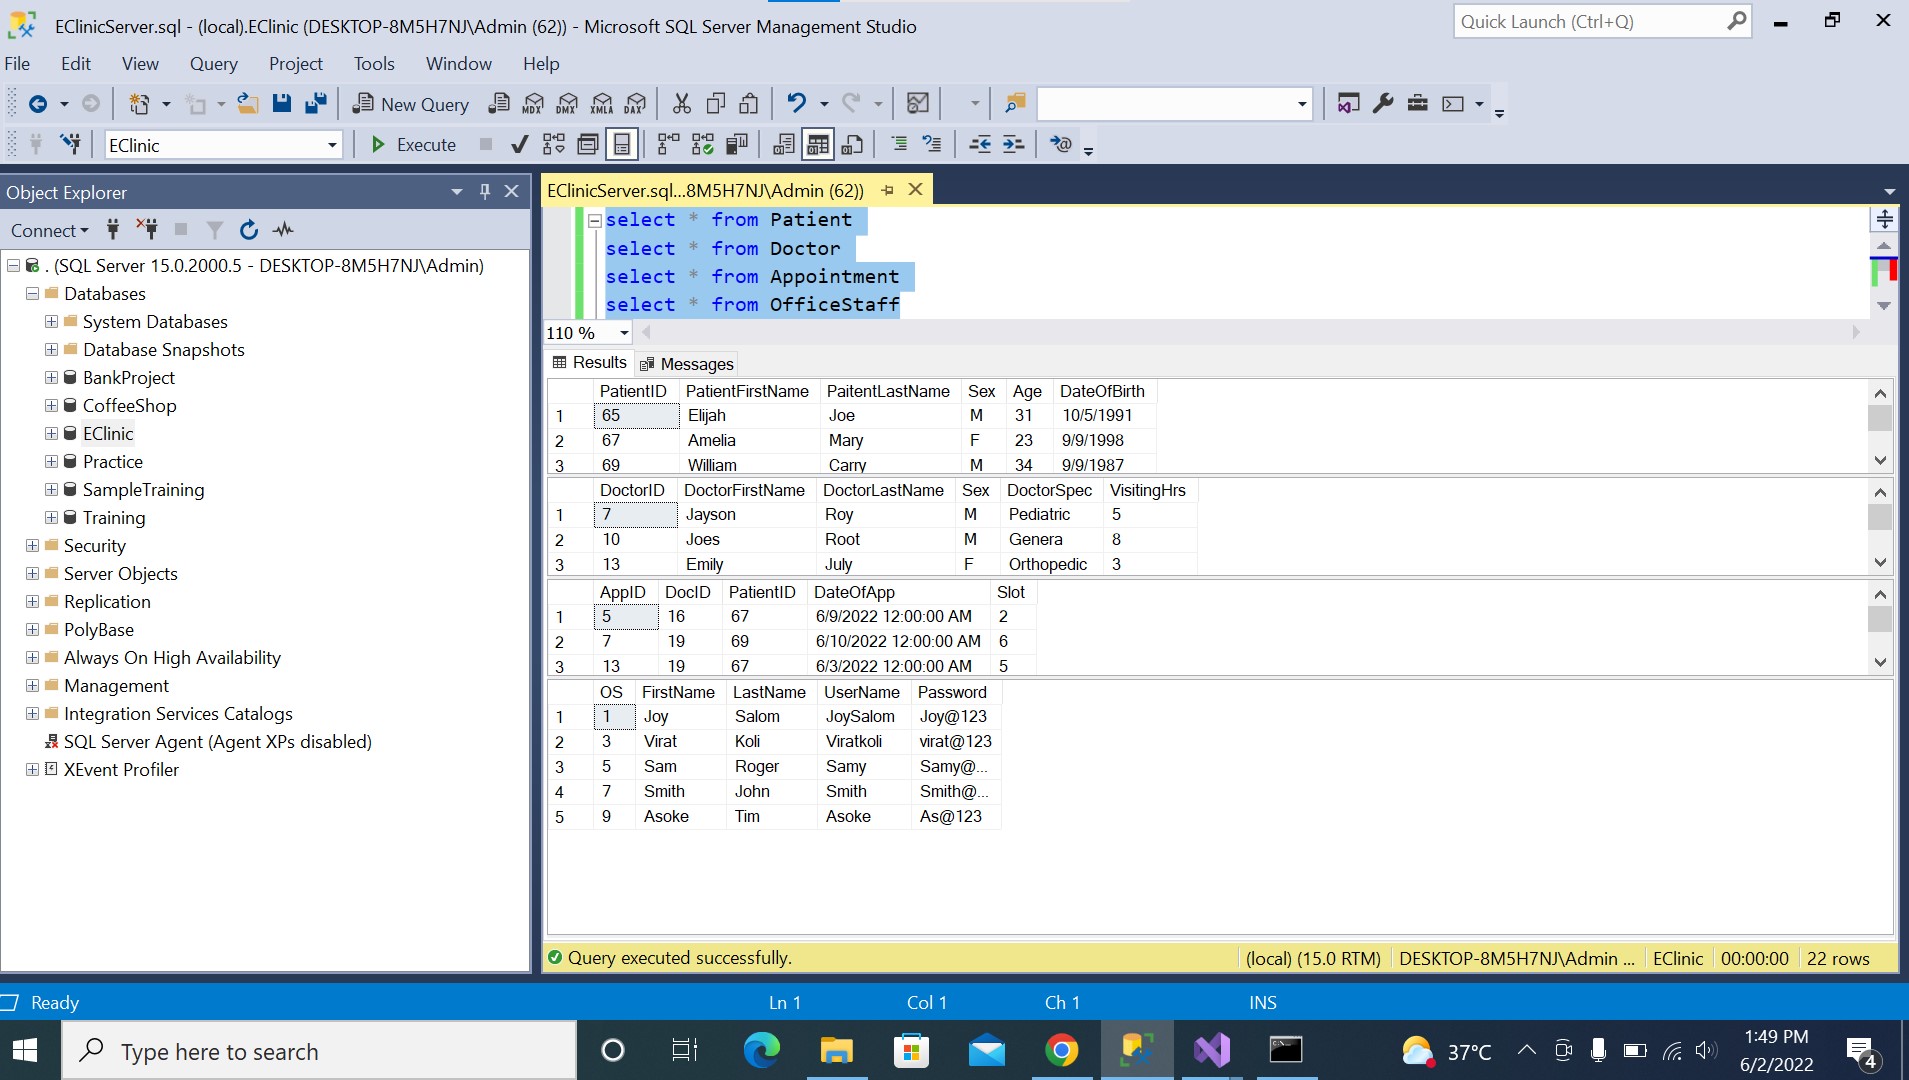 EClinicServer.sql - (local).EClinic (DESKTOP-8M5H7NJ\Admin (62)) - Microsoft SQL Server Management Studio
Quick Launch (Ctrl+Q)
File Edit View Query Project Tools Window Help
New Query MDX DMX XMLA DAX
EClinic Execute
Object Explorer
Connect
. (SQL Server 15.0.2000.5 - DESKTOP-8M5H7NJ\Admin)
Databases
System Databases
Database Snapshots
BankProject
CoffeeShop
EClinic
Practice
SampleTraining
Training
Security
Server Objects
Replication
PolyBase
Always On High Availability
Management
Integration Services Catalogs
SQL Server Agent (Agent XPs disabled)
XEvent Profiler
EClinicServer.sql...8M5H7NJ\Admin (62))
select * from Patient
select * from Doctor
select * from Appointment
select * from OfficeStaff
110 %
Results Messages
PatientID PatientFirstName PaitentLastName Sex Age DateOfBirth
1 65 Elijah Joe M 31 10/5/1991
2 67 Amelia Mary F 23 9/9/1998
3 69 William Carry M 34 9/9/1987
DoctorID DoctorFirstName DoctorLastName Sex DoctorSpec VisitingHrs
1 7 Jayson Roy M Pediatric 5
2 10 Joes Root M Genera 8
3 13 Emily July F Orthopedic 3
AppID DocID PatientID DateOfApp Slot
1 5 16 67 6/9/2022 12:00:00 AM 2
2 7 19 69 6/10/2022 12:00:00 AM 6
3 13 19 67 6/3/2022 12:00:00 AM 5
OS FirstName LastName UserName Password
1 1 Joy Salom JoySalom Joy@123
2 3 Virat Koli Viratkoli virat@123
3 5 Sam Roger Samy Samy@...
4 7 Smith John Smith Smith@...
5 9 Asoke Tim Asoke As@123
Query executed successfully. (local) (15.0 RTM) DESKTOP-8M5H7NJ\Admin ... EClinic 00:00:00 22 rows
Ready Ln 1 Col 1 Ch 1 INS
Type here to search
37°C
1:49 PM
6/2/2022
4